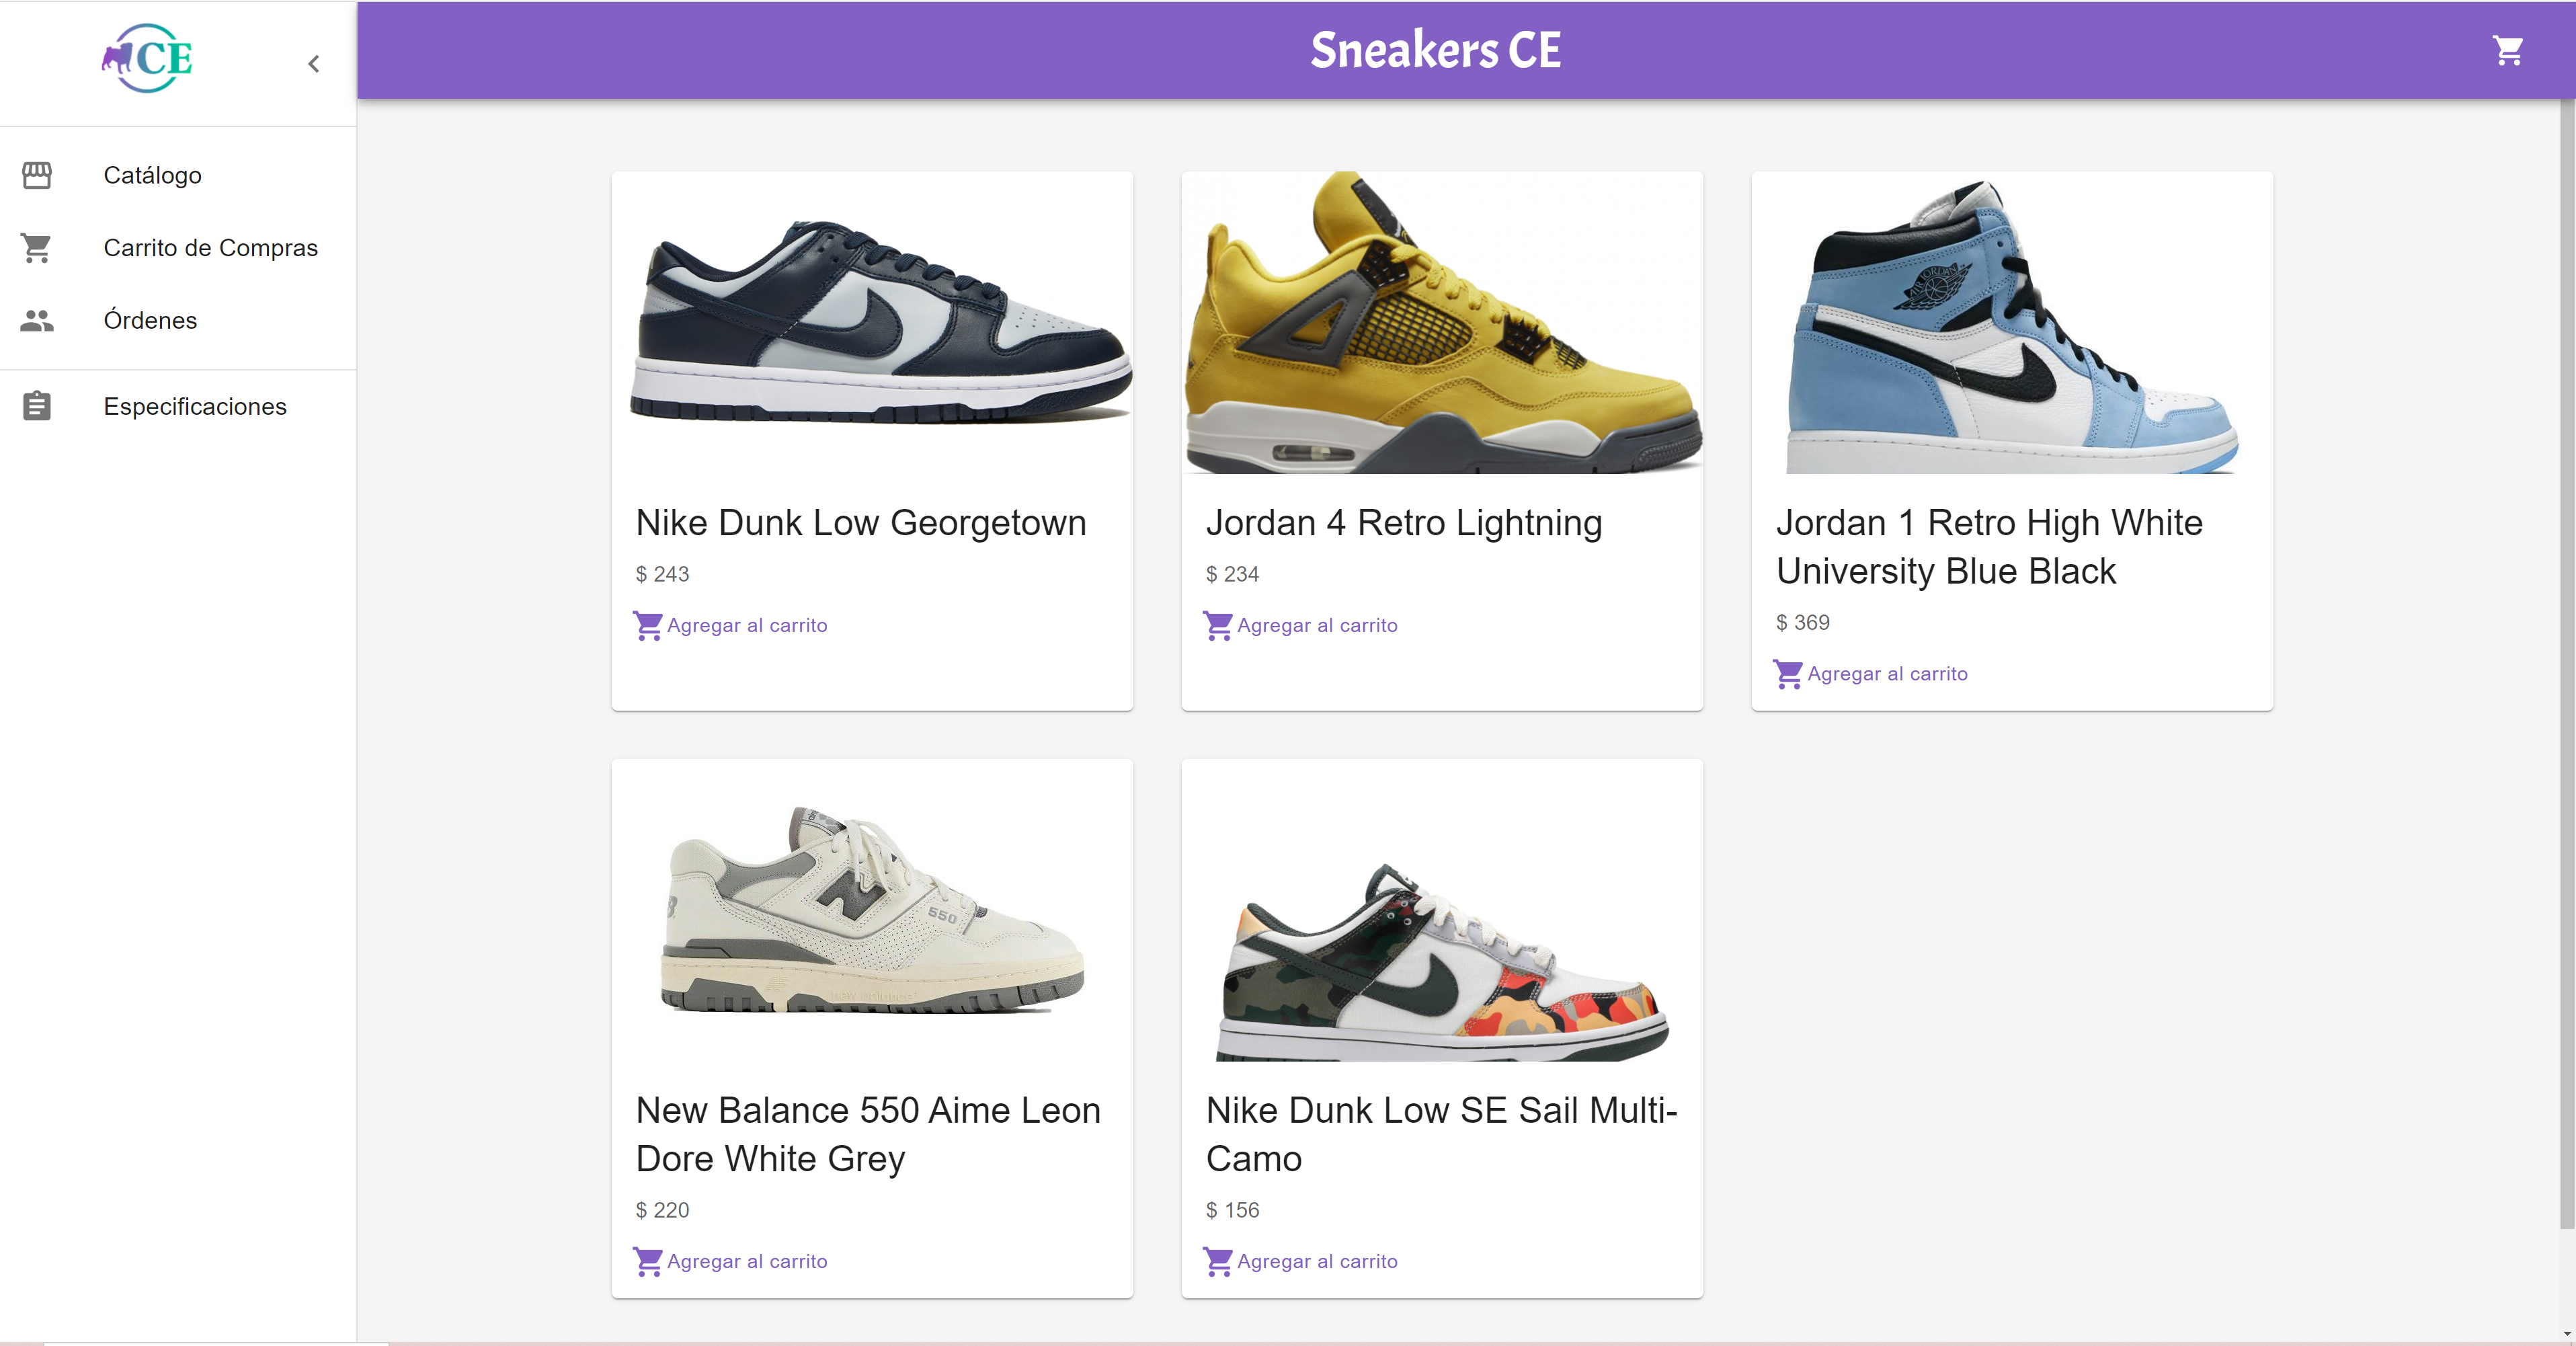 CE
Sneakers CE
Catálogo
Carrito de Compras
Órdenes
Especificaciones
Nike Dunk Low Georgetown
$ 243
Agregar al carrito
Jordan 4 Retro Lightning
$ 234
Agregar al carrito
AIR JORDAN
Jordan 1 Retro High White
University Blue Black
$ 369
Agregar al carrito
550
New Balance 550 Aime Leon
Dore White Grey
$ 220
Agregar al carrito
Nike Dunk Low SE Sail Multi-
Camo
$ 156
Agregar al carrito